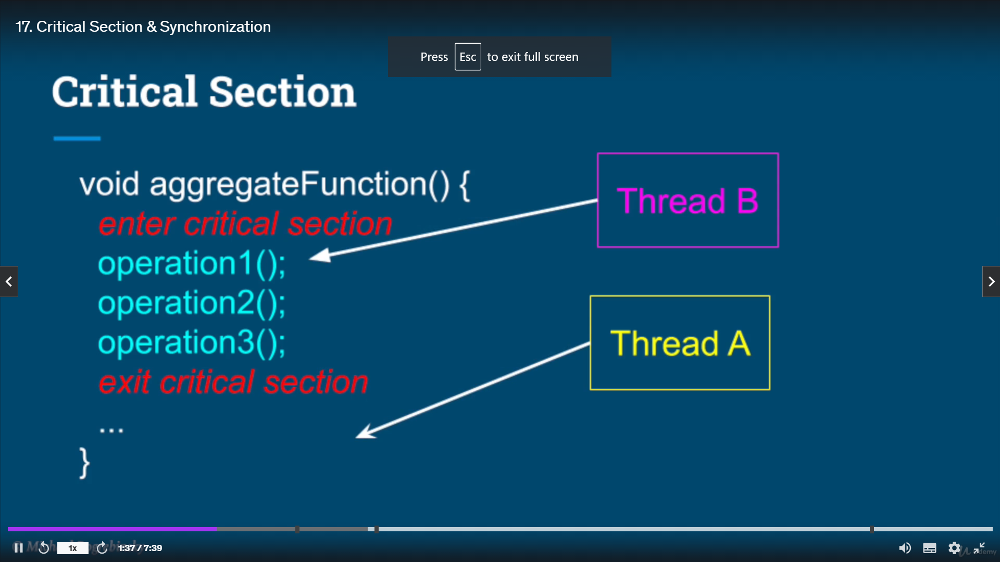 17. Critical Section & Synchronization
Press Esc to exit full screen
Critical Section
void aggregateFunction() {
enter critical section
operation1();
operation2();
operation3();
exit critical section
...
}
Thread B
Thread A
1x
1:37 / 7:39